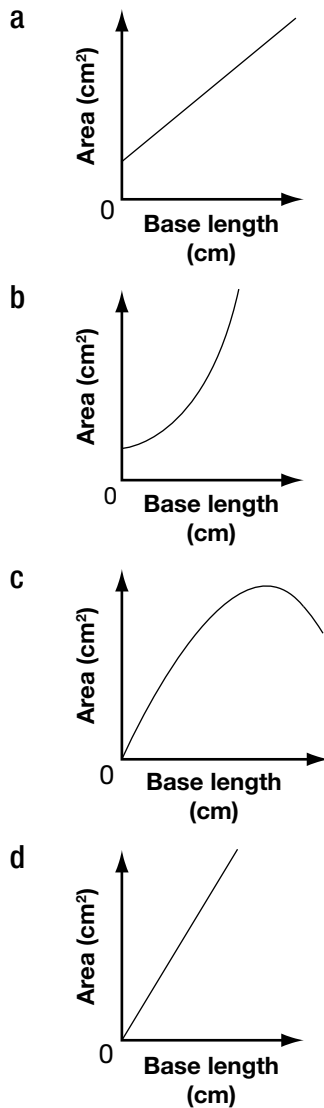 a
Area (cm²)
0
Base length
(cm)
b
Area (cm²)
0
Base length
(cm)
c
Area (cm²)
0
Base length
(cm)
d
Area (cm²)
0
Base length
(cm)